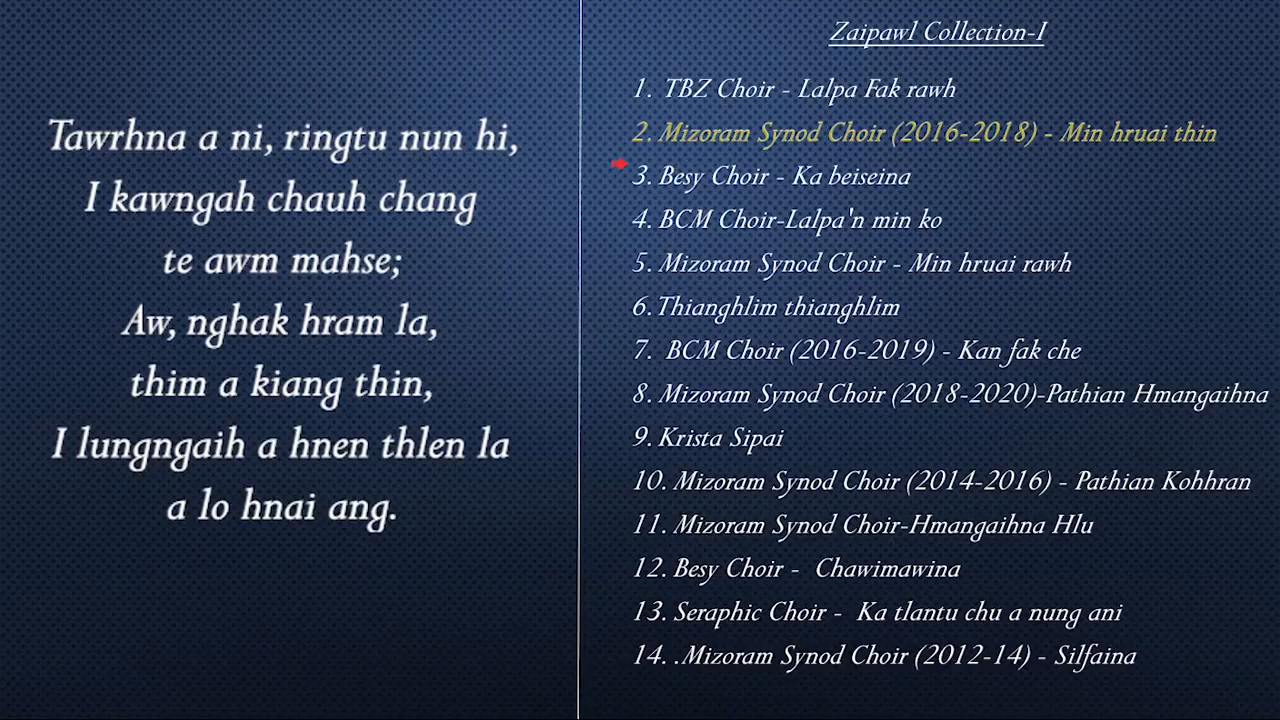 Tawrhna a ni, ringtu nun hi,
I kawngah chauh chang
te awm mahse;
Aw, nghak hram la,
thim a kiang thin,
I lungngaih a hnen thlen la
a lo hnai ang.
Zaipawl Collection-I
1. TBZ Choir - Lalpa Fak rawh
2. Mizoram Synod Choir (2016-2018) - Min hruai thin
3. Besy Choir - Ka beiseina
4. BCM Choir-Lalpa'n min ko
5. Mizoram Synod Choir - Min hruai rawh
6. Thianghlim thianghlim
7. BCM Choir (2016-2019) - Kan fak che
8. Mizoram Synod Choir (2018-2020)-Pathian Hmangaihna
9. Krista Sipai
10. Mizoram Synod Choir (2014-2016) - Pathian Kohhran
11. Mizoram Synod Choir-Hmangaihna Hlu
12. Besy Choir - Chawimawina
13. Seraphic Choir - Ka tlantu chu a nung ani
14. .Mizoram Synod Choir (2012-14) - Silfaina